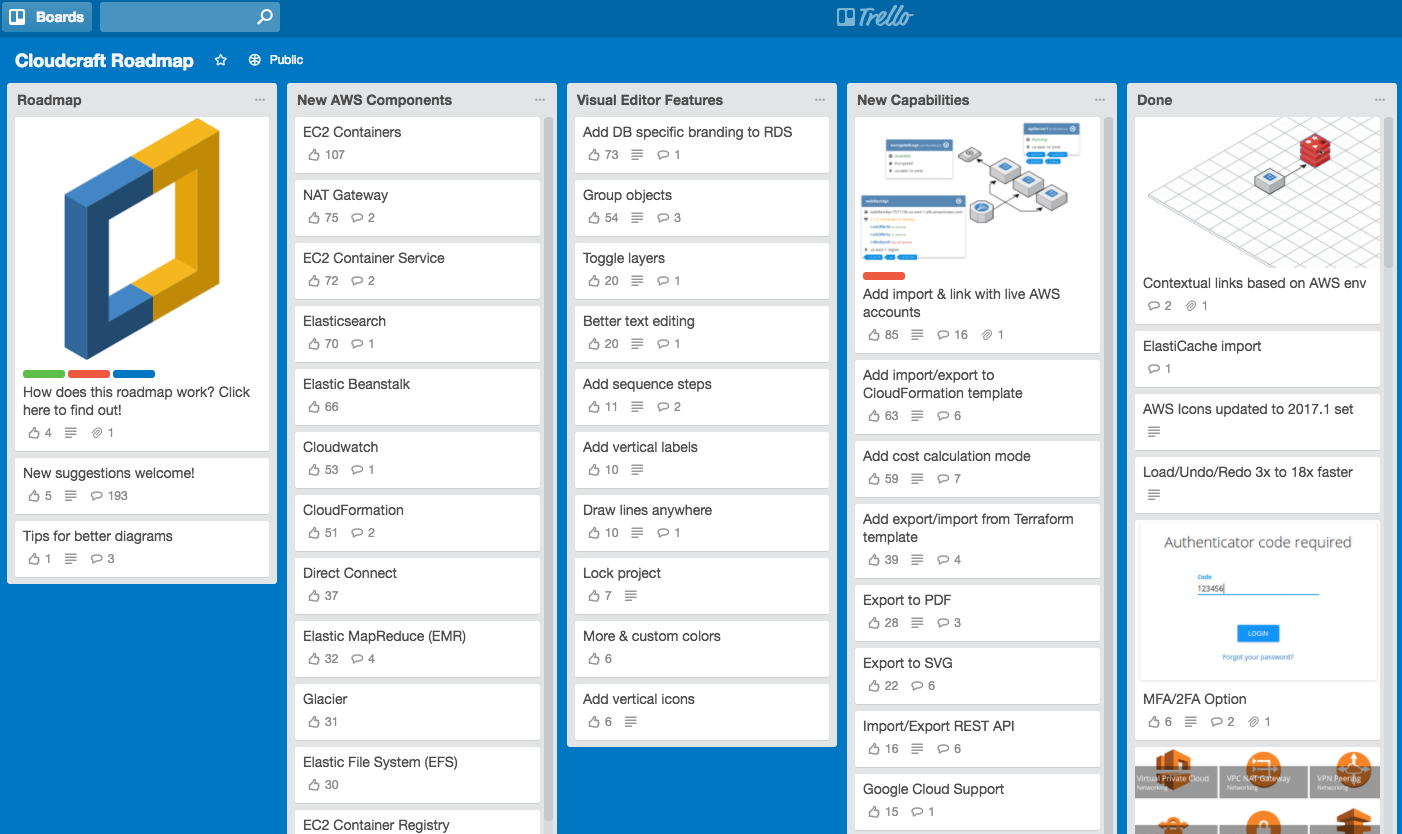 Boards
Trello
Cloudcraft Roadmap
Public
Roadmap
How does this roadmap work? Click
here to find out!
4
1
New suggestions welcome!
5
193
Tips for better diagrams
1
3
New AWS Components
EC2 Containers
107
NAT Gateway
75
2
EC2 Container Service
72
2
Elasticsearch
70
1
Elastic Beanstalk
66
Cloudwatch
53
1
CloudFormation
51
2
Direct Connect
37
Elastic MapReduce (EMR)
32
4
Glacier
31
Elastic File System (EFS)
30
EC2 Container Registry
Visual Editor Features
Add DB specific branding to RDS
73
1
Group objects
54
3
Toggle layers
20
1
Better text editing
20
1
Add sequence steps
11
2
Add vertical labels
10
Draw lines anywhere
10
1
Lock project
7
More & custom colors
6
Add vertical icons
6
New Capabilities
Add import & link with live AWS
accounts
85
16
1
Add import/export to
CloudFormation template
63
6
Add cost calculation mode
59
7
Add export/import from Terraform
template
39
4
Export to PDF
28
3
Export to SVG
22
6
Import/Export REST API
16
6
Google Cloud Support
15
1
Done
Contextual links based on AWS env
2
1
ElastiCache import
1
AWS Icons updated to 2017.1 set
Load/Undo/Redo 3x to 18x faster
Authenticator code required
Code
123456
LOGIN
Forgot your password?
MFA/2FA Option
6
2
1
Virtual Private Cloud
Networking
VPC NAT Gateway
Networking
VPN Peering
Networking